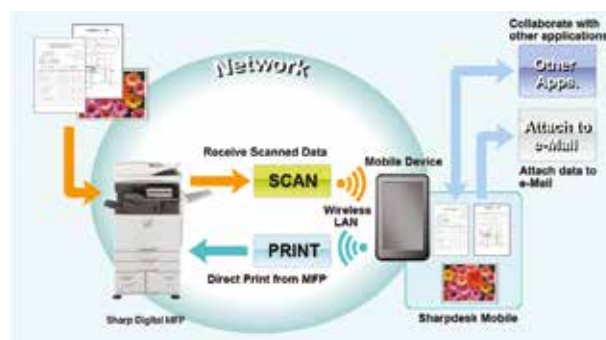 Collaborate with
other applications
Other
Apps.
Network
Attach to
e-Mail
Receive Scanned Data
Mobile Device
SCAN
Attach data to
e-Mail
Wireless
LAN
PRINT
Direct Print from MFP
Sharp Digital MFP
Sharpdesk Mobile